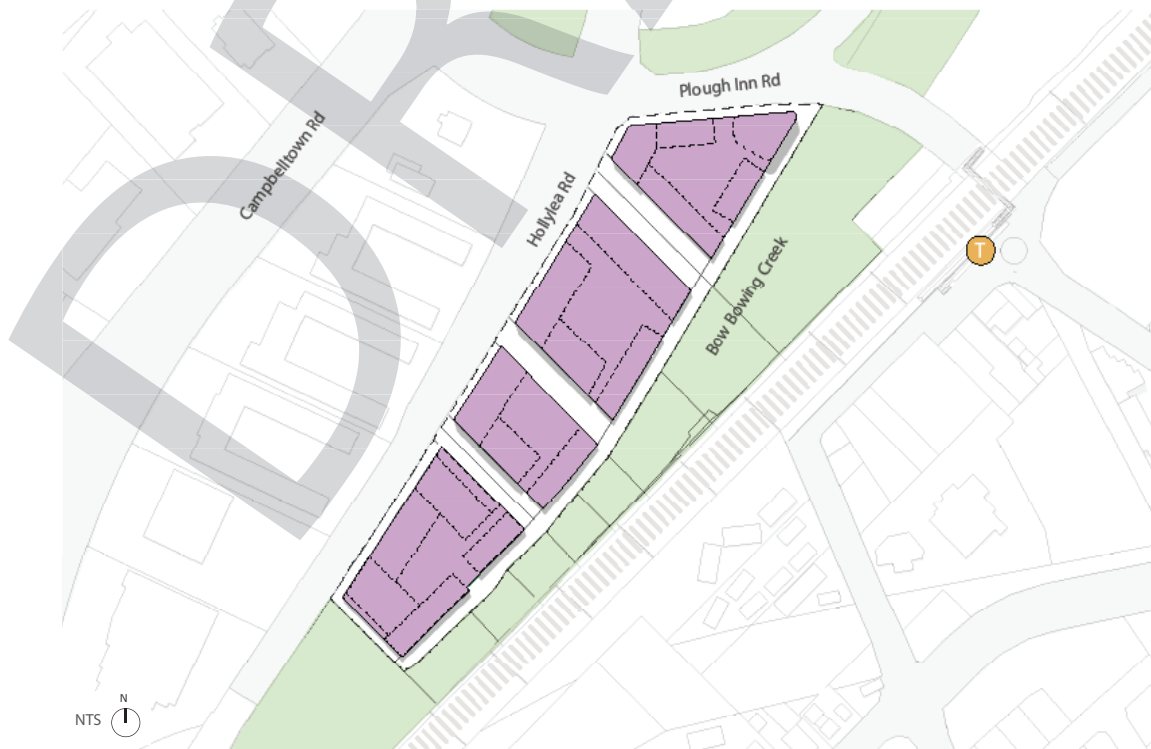 Plough Inn Rd
Campbelltown Rd
Hollylea Rd
T
Bow Bowing Creek
N
NTS